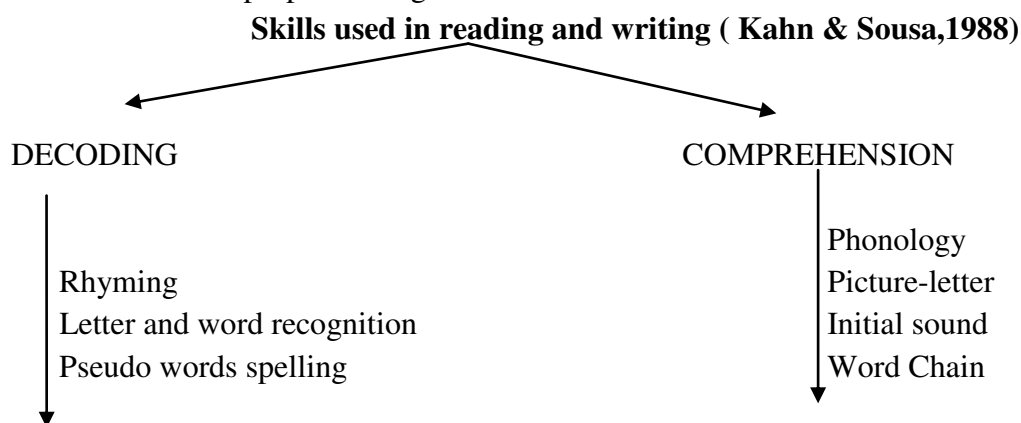 Skills used in reading and writing ( Kahn & Sousa,1988)
DECODING
COMPREHENSION
Rhyming
Letter and word recognition
Pseudo words spelling
Phonology
Picture-letter
Initial sound
Word Chain